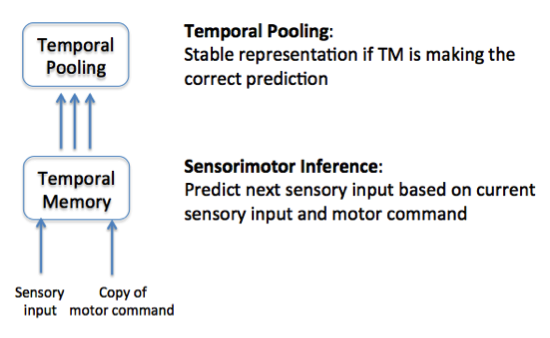 Temporal
Pooling
Temporal Pooling:
Stable representation if TM is making the
correct prediction
Temporal
Memory
Sensorimotor Inference:
Predict next sensory input based on current
sensory input and motor command
Sensory
input
Copy of
motor command